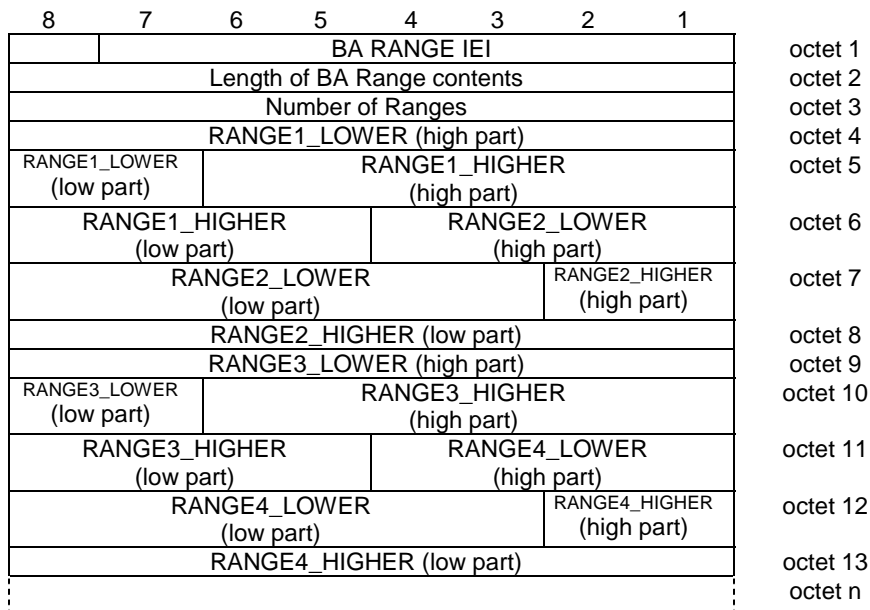 8 7 6 5 4 3 2 1
BA RANGE IEI octet 1
Length of BA Range contents octet 2
Number of Ranges octet 3
RANGE1_LOWER (high part) octet 4
RANGE1_LOWER RANGE1_HIGHER octet 5
(low part) (high part)
RANGE1_HIGHER RANGE2_LOWER octet 6
(low part) (high part)
RANGE2_LOWER RANGE2_HIGHER octet 7
(low part) (high part)
RANGE2_HIGHER (low part) octet 8
RANGE3_LOWER (high part) octet 9
RANGE3_LOWER RANGE3_HIGHER octet 10
(low part) (high part)
RANGE3_HIGHER RANGE4_LOWER octet 11
(low part) (high part)
RANGE4_LOWER RANGE4_HIGHER octet 12
(low part) (high part)
RANGE4_HIGHER (low part) octet 13
octet n